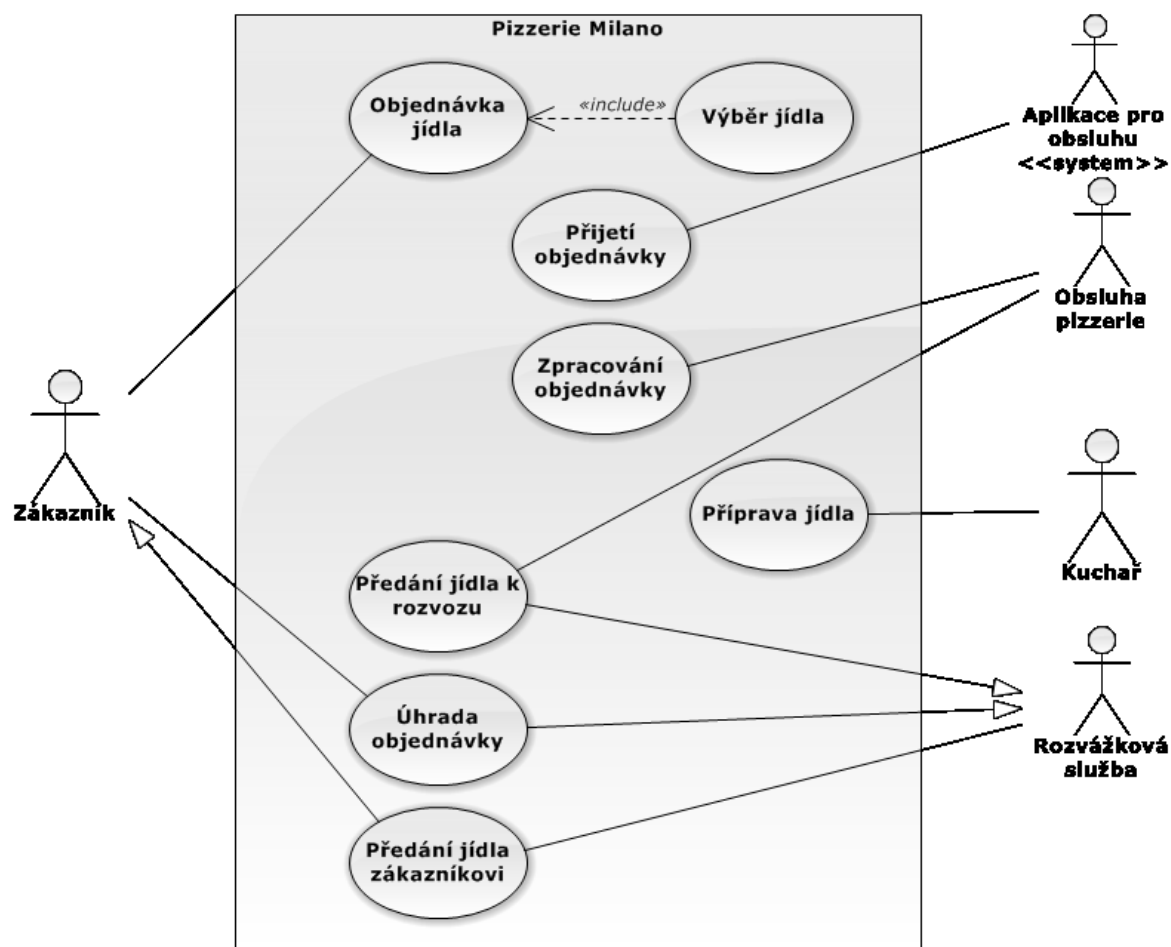 Pizzerie Milano
Objednávka
jídla
«include»
Výběr jídla
Aplikace pro
obsluhu
<<system>>
Přijetí
objednávky
Obsluha
pizzerie
Zpracování
objednávky
Zákazník
Příprava jídla
Kuchař
Předání jídla k
rozvozu
Úhrada
objednávky
Rozvážková
služba
Předání jídla
zákazníkovi